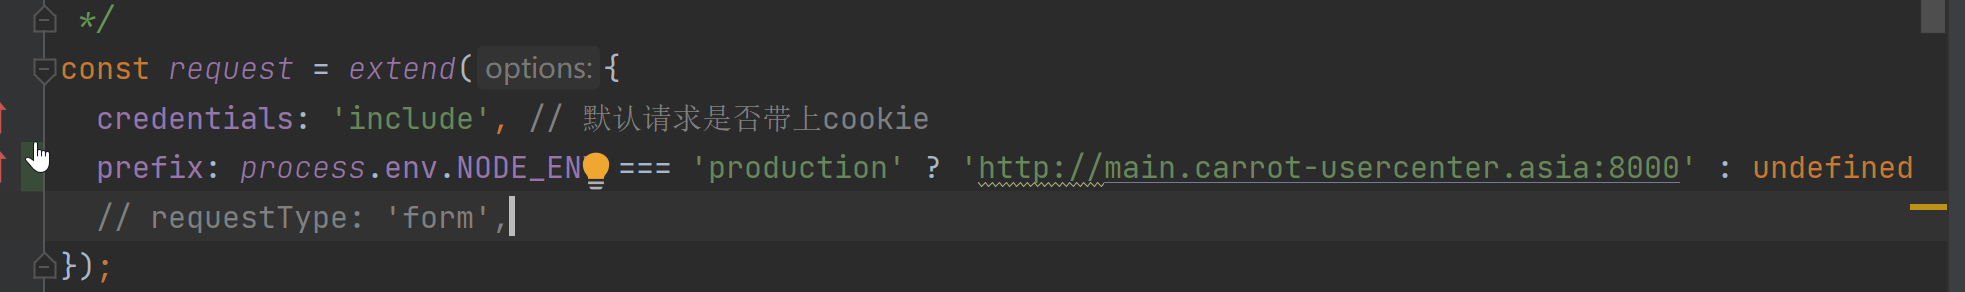 */
const request = extend( options: {
credentials: 'include', // 默认请求是否带上cookie
prefix: process.env.NODE_EN === 'production' ? 'http://main.carrot-usercenter.asia:8000' : undefined
// requestType: 'form',
});